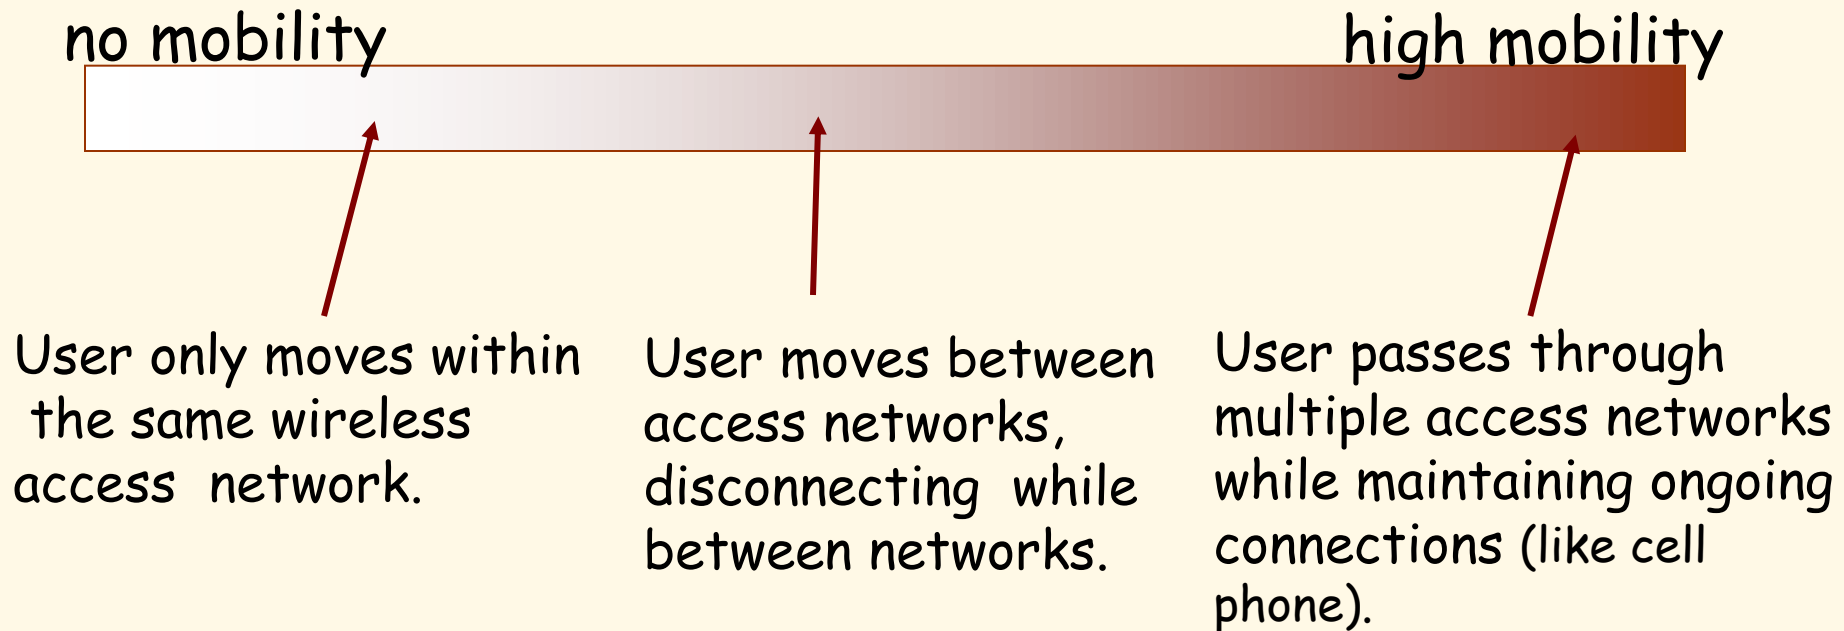 no mobility
high mobility
User only moves within
the same wireless
access network.
User moves between
access networks,
disconnecting while
between networks.
User passes through
multiple access networks
while maintaining ongoing
connections (like cell
phone).